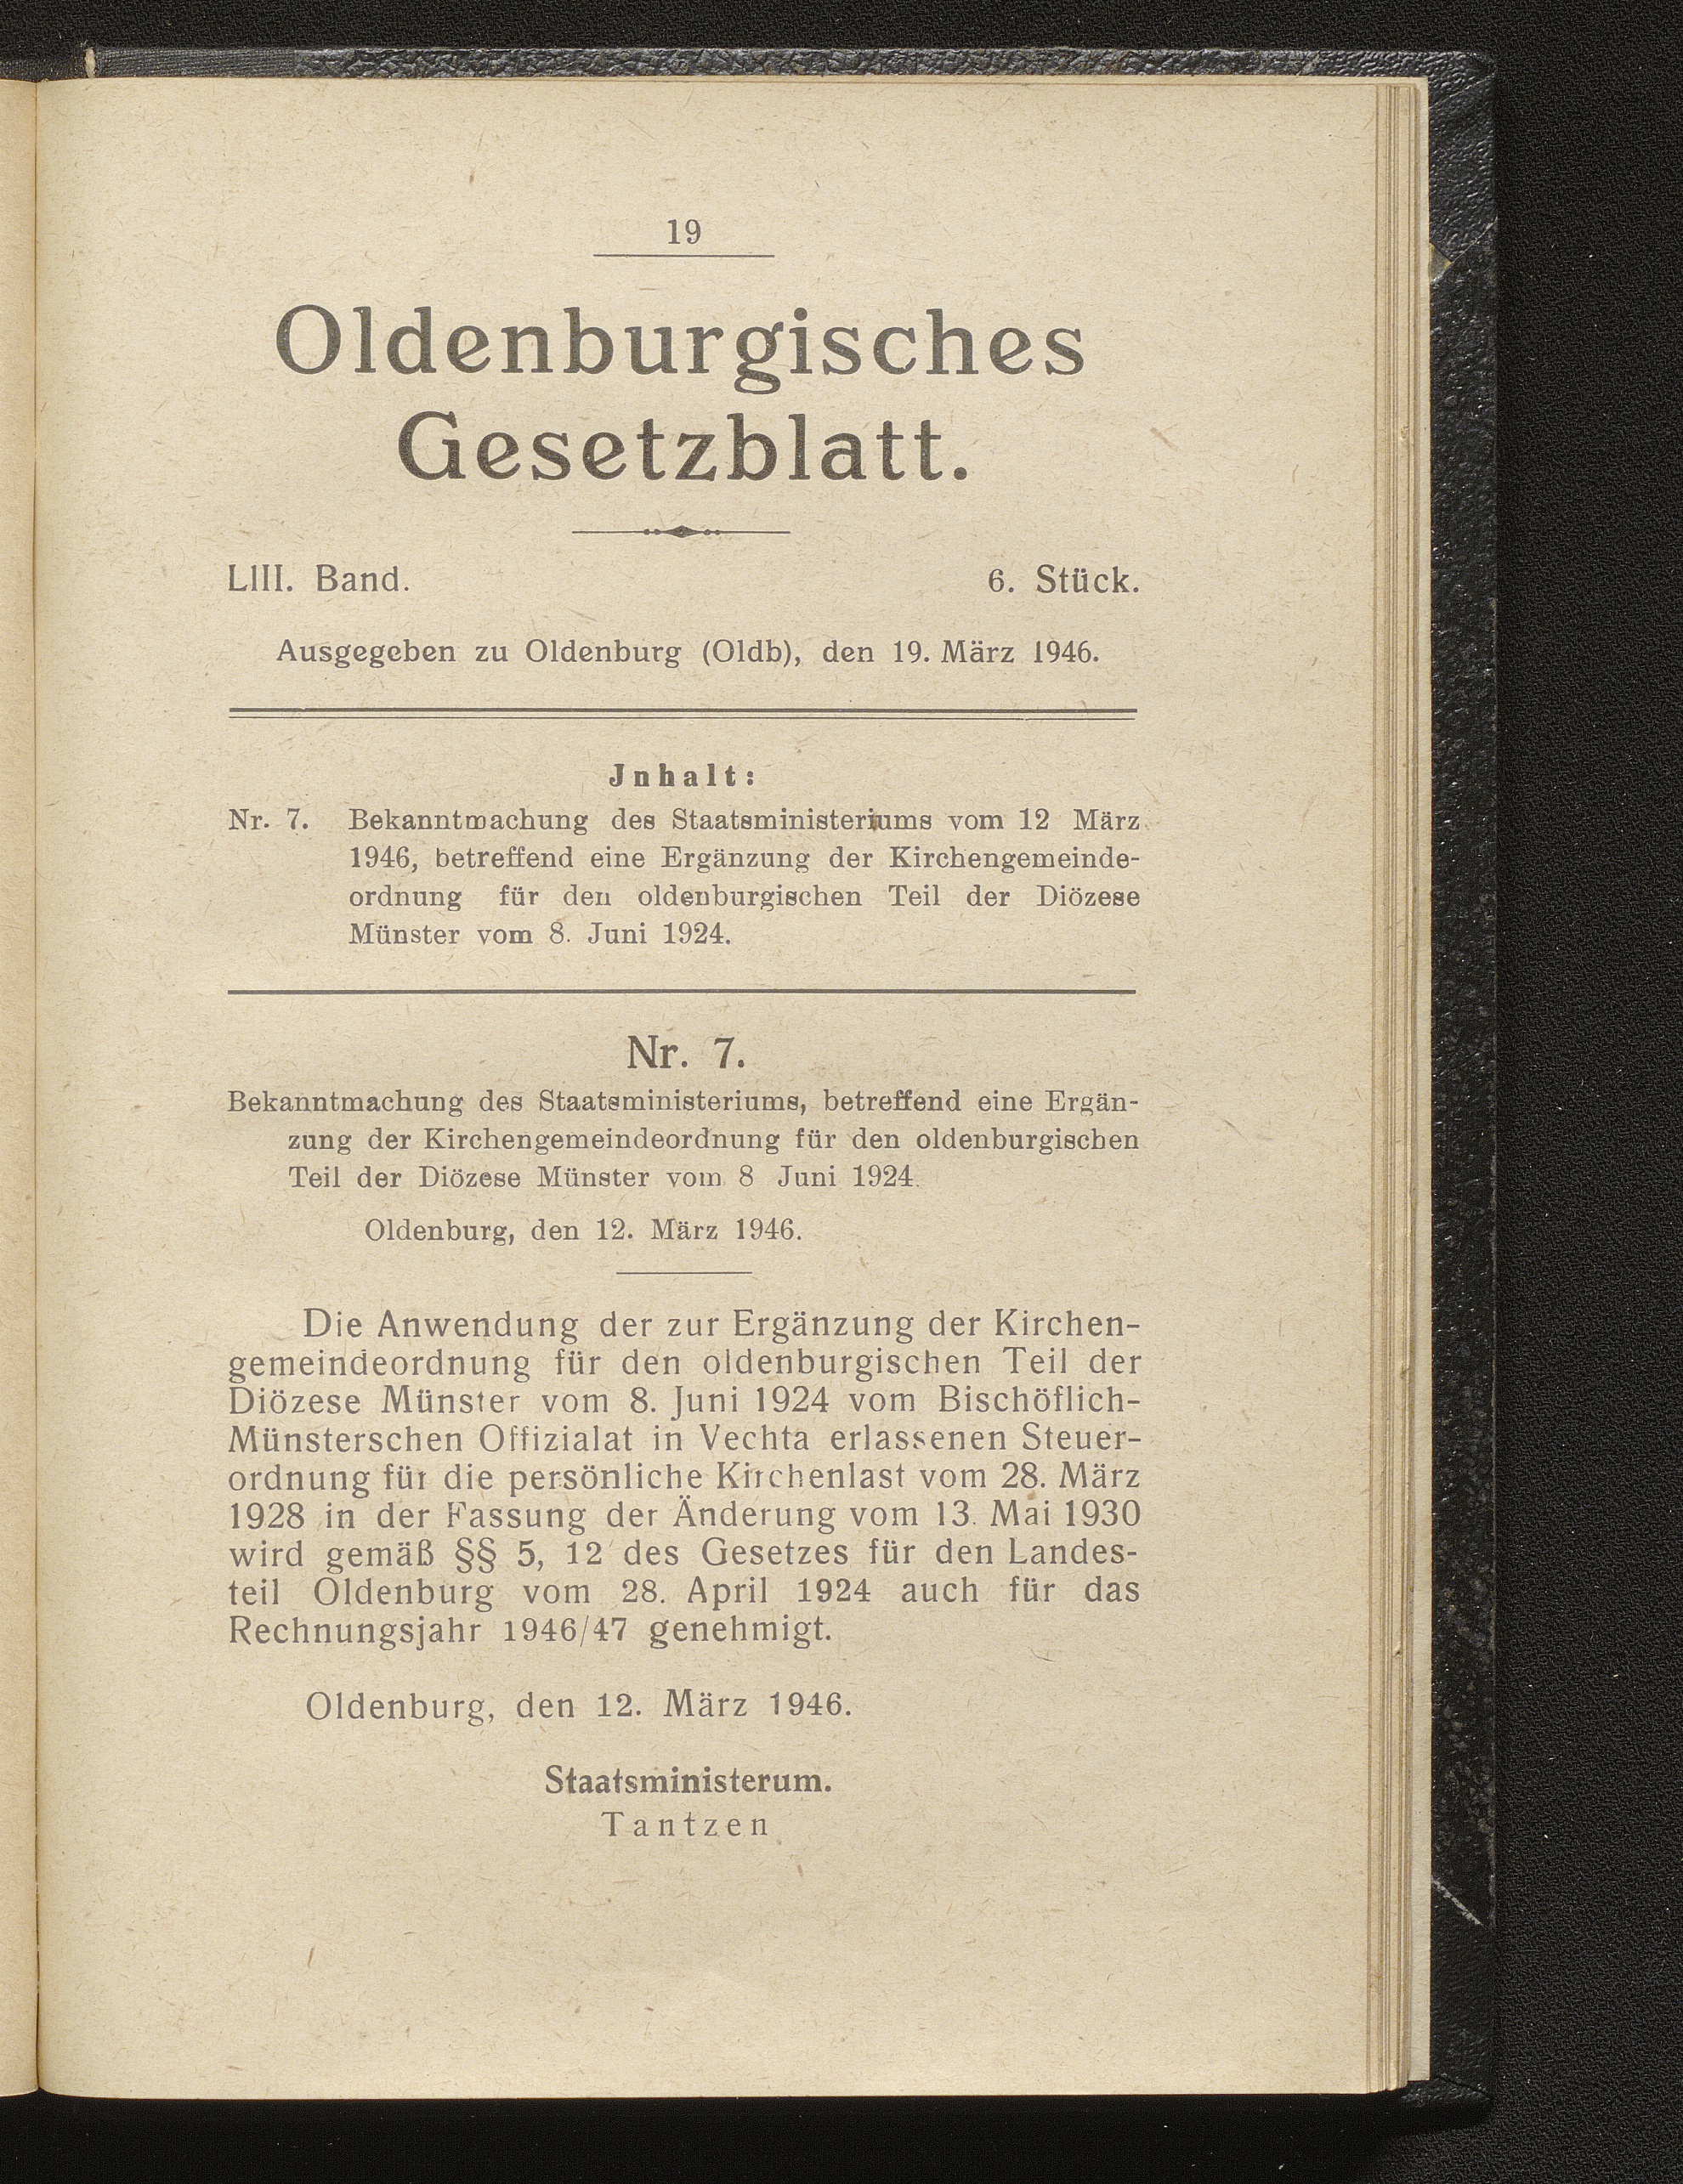 19
Oldenburgisches
Gesetzblatt.
LIII. Band. 6. Stück.
Ausgegeben zu Oldenburg (Oldb), den 19. März 1946.
Jnhalt:
Nr. 7. Bekanntmachung des Staatsministeriums vom 12 März
1946, betreffend eine Ergänzung der Kirchengemeinde-
ordnung für den oldenburgischen Teil der Diözese
Münster vom 8. Juni 1924.
Nr. 7.
Bekanntmachung des Staatsministeriums, betreffend eine Ergän-
zung der Kirchengemeindeordnung für den oldenburgischen
Teil der Diözese Münster vom 8 Juni 1924.
Oldenburg, den 12. März 1946.
Die Anwendung der zur Ergänzung der Kirchen-
gemeindeordnung für den oldenburgischen Teil der
Diözese Münster vom 8. Juni 1924 vom Bischöflich-
Münsterschen Offizialat in Vechta erlassenen Steuer-
ordnung für die persönliche Kirchenlast vom 28. März
1928 in der Fassung der Änderung vom 13. Mai 1930
wird gemäß §§ 5, 12 des Gesetzes für den Landes-
teil Oldenburg vom 28. April 1924 auch für das
Rechnungsjahr 1946/47 genehmigt.
Oldenburg, den 12. März 1946.
Staatsministerum.
Tantzen